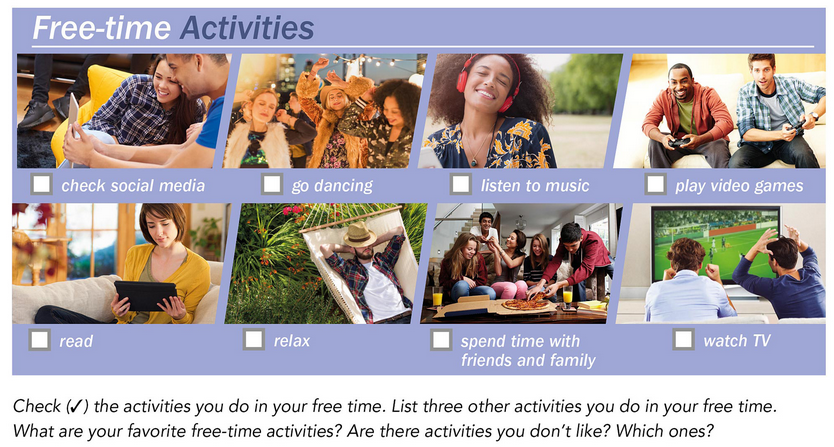 Free-time Activities
check social media
go dancing
listen to music
play video games
read
relax
spend time with
friends and family
watch TV
Check (✓) the activities you do in your free time. List three other activities you do in your free time.
What are your favorite free-time activities? Are there activities you don’t like? Which ones?